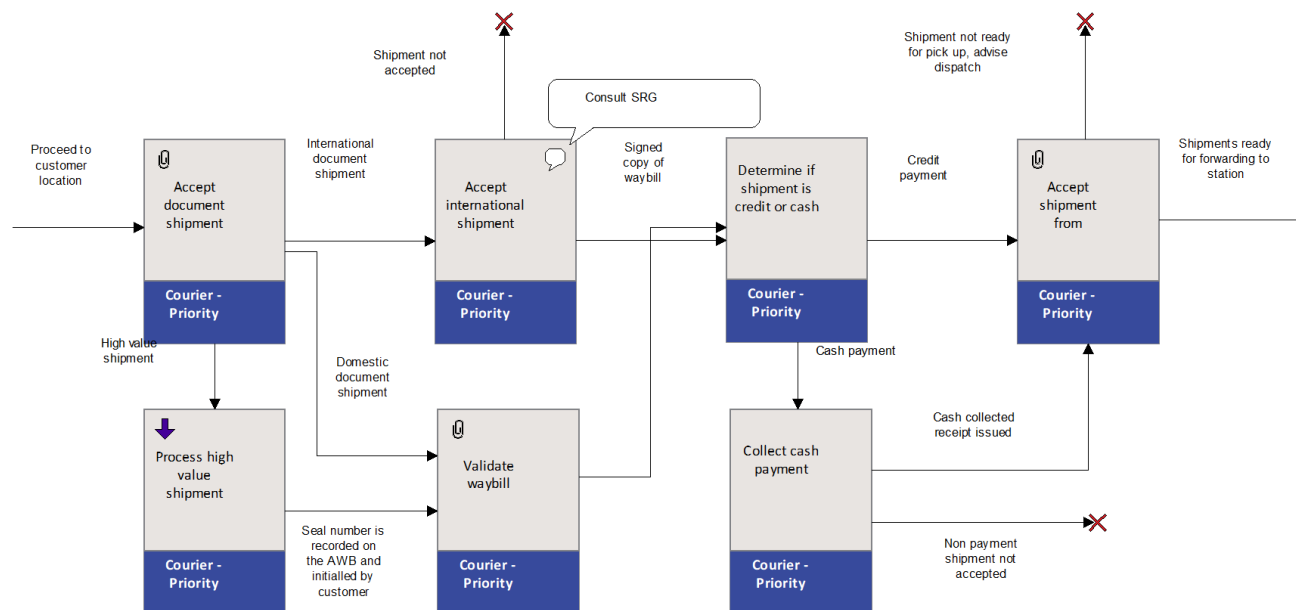 Shipment not
accepted
Shipment not ready
for pick up, advise
dispatch
Consult SRG
Proceed to
customer
location
Accept
document
shipment
Courier -
Priority
International
document
shipment
Accept
international
shipment
Courier -
Priority
Signed
copy of
waybill
Determine if
shipment is
credit or cash
Courier -
Priority
Credit
payment
Accept
shipment
from
Courier -
Priority
Shipments ready
for forwarding to
station
High value
shipment
Domestic
document
shipment
Cash payment
Process high
value
shipment
Courier -
Priority
Seal number is
recorded on
the AWB and
initialled by
customer
Validate
waybill
Courier -
Priority
Collect cash
payment
Courier -
Priority
Cash collected
receipt issued
Non payment
shipment not
accepted